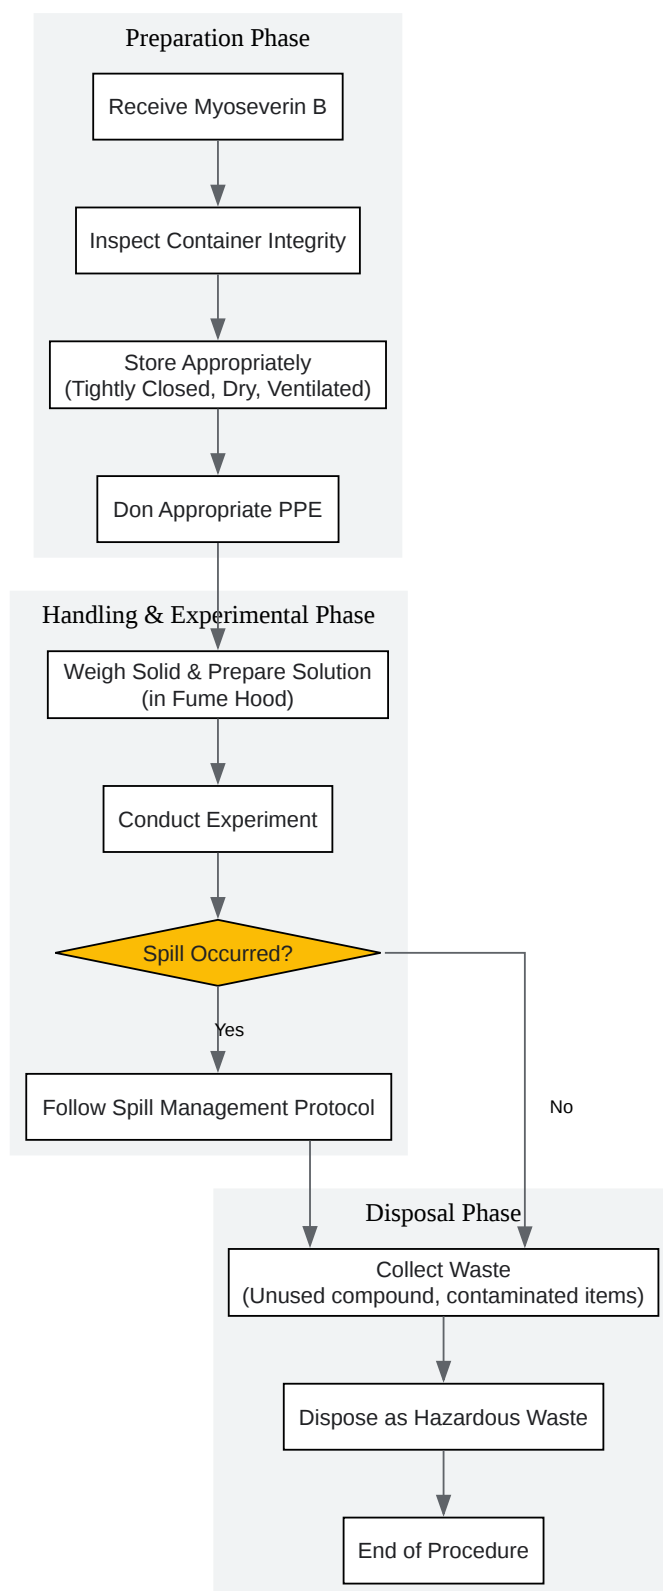 Preparation Phase
Receive Myoseverin B
Inspect Container Integrity
Store Appropriately
(Tightly Closed, Dry, Ventilated)
Don Appropriate PPE
Handling & Experimental Phase
Weigh Solid & Prepare Solution
(in Fume Hood)
Conduct Experiment
Spill Occurred?
Yes
Follow Spill Management Protocol
No
Disposal Phase
Collect Waste
(Unused compound, contaminated items)
Dispose as Hazardous Waste
End of Procedure